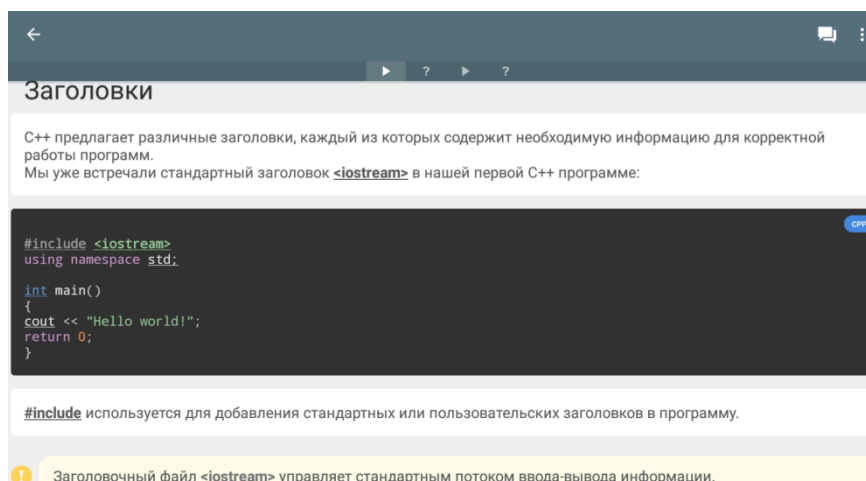 ? ?
Заголовки
C++ предлагает различные заголовки, каждый из которых содержит необходимую информацию для корректной
работы программ.
Мы уже встречали стандартный заголовок <iostream> в нашей первой C++ программе:
CPP
#include <iostream>
using namespace std;
int main()
{
cout << "Hello world!";
return 0;
}
#include используется для добавления стандартных или пользовательских заголовков в программу.
Заголовочный файл <iostream> управляет стандартным потоком ввода-вывода информации.